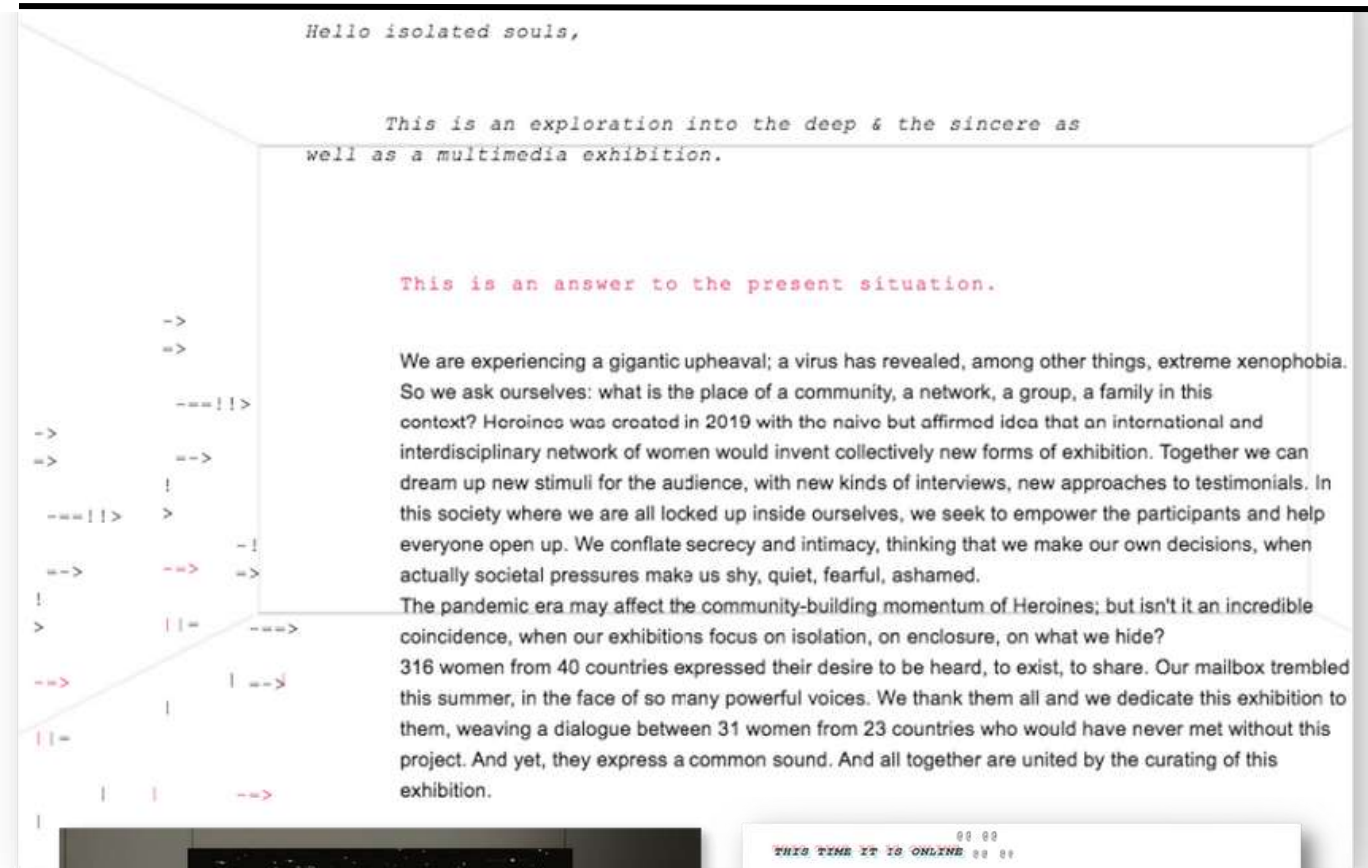 Hello isolated souls,
This is an exploration into the deep & the sincere as
well as a multimedia exhibition.
This is an answer to the present situation.
->
=>
We are experiencing a gigantic upheaval; a virus has revealed, among other things, extreme xenophobia.
So we ask ourselves: what is the place of a community, a network, a group, a family in this
-==!!>
context? Heroines was created in 2019 with the naive but affirmed idea that an international and
->
interdisciplinary network of women would invent collectively new forms of exhibition. Together we can
=>
=->
dream up new stimuli for the audience, with new kinds of interviews, new approaches to testimonials. In
!
this society where we are all locked up inside ourselves, we seek to empower the participants and help
-==!!>
>
everyone open up. We conflate secrecy and intimacy, thinking that we make our own decisions, when
-!
actually societal pressures make us shy, quiet, fearful, ashamed.
=->
-=>
=>
!
The pandemic era may affect the community-building momentum of Heroines; but isn't it an incredible
>
||=
-==>
coincidence, when our exhibitions focus on isolation, on enclosure, on what we hide?
316 women from 40 countries expressed their desire to be heard, to exist, to share. Our mailbox trembled
-=>
| =->
this summer, in the face of so many powerful voices. We thank them all and we dedicate this exhibition to
|
them, weaving a dialogue between 31 women from 23 countries who would have never met without this
||=
project. And yet, they express a common sound. And all together are united by the curating of this
exhibition.
| | -=>
|
@@ @@
THIS TIME IT IS ONLINE @@ @@